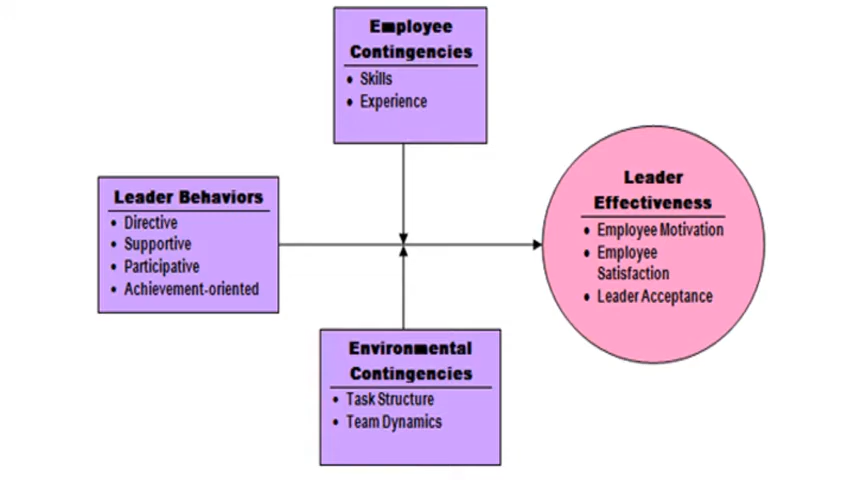 Employee
Contingencies
• Skills
• Experience
Leader Behaviors
• Directive
• Supportive
• Participative
• Achievement-oriented
Leader
Effectiveness
• Employee Motivation
• Employee
Satisfaction
• Leader Acceptance
Environmental
Contingencies
• Task Structure
• Team Dynamics